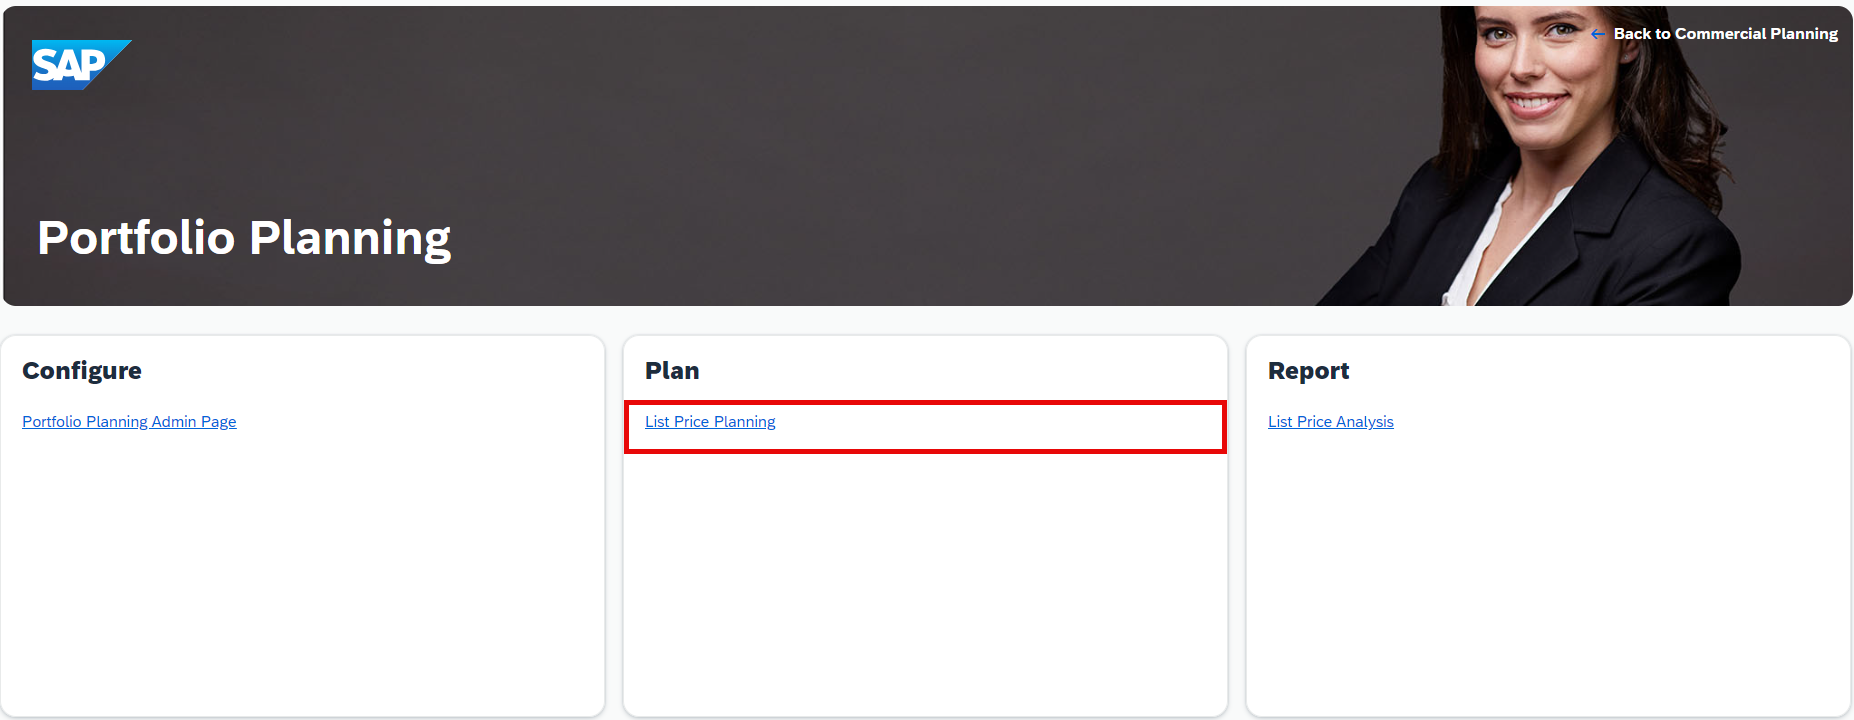 SAP
Back to Commercial Planning
Portfolio Planning
Configure
Portfolio Planning Admin Page
Plan
List Price Planning
Report
List Price Analysis